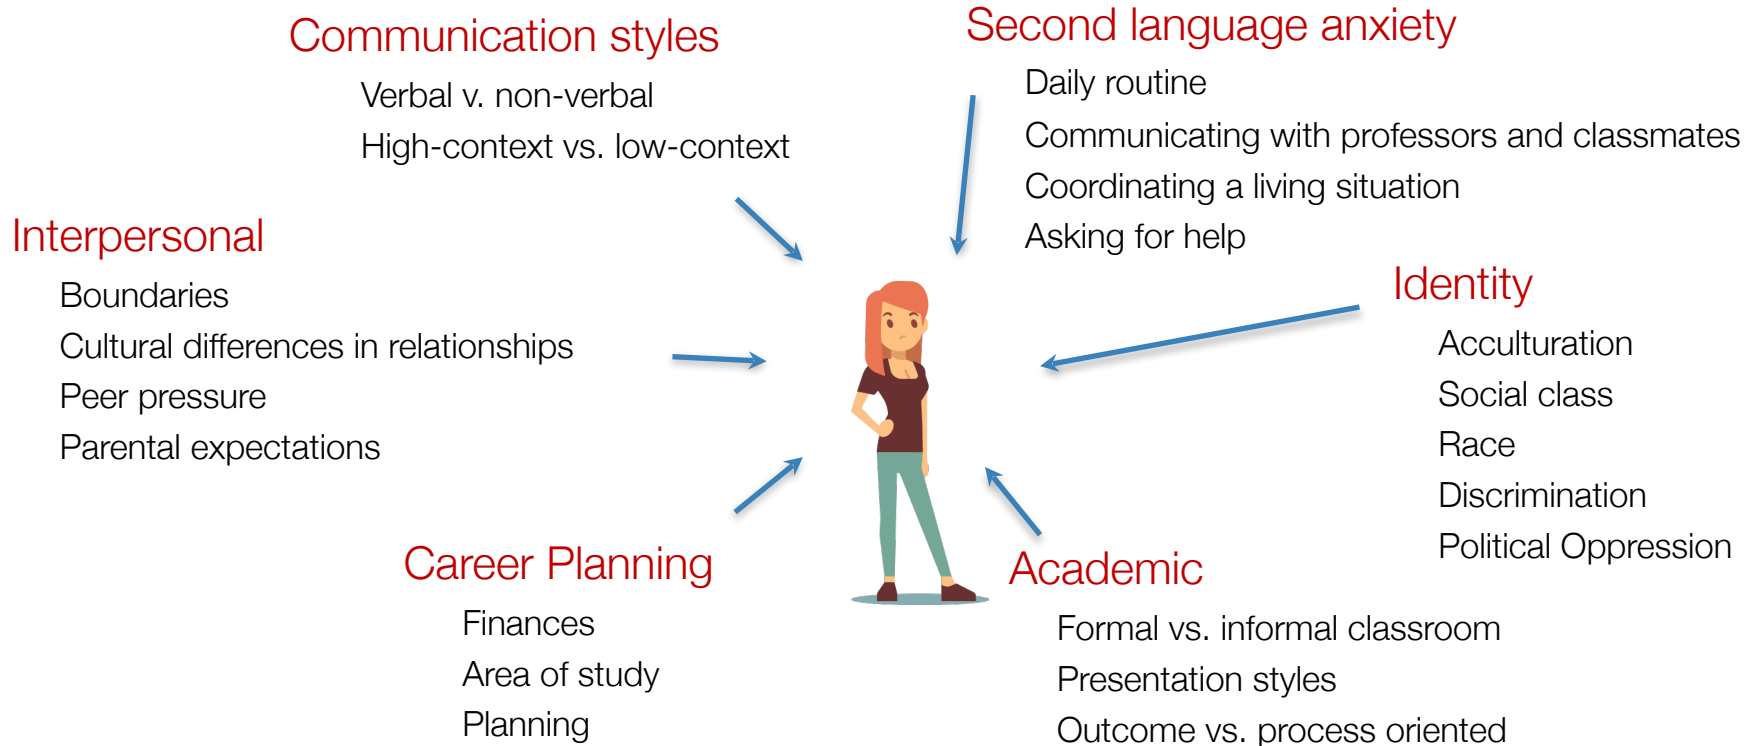 Communication styles
Verbal v. non-verbal
High-context vs. low-context
Second language anxiety
Daily routine
Communicating with professors and classmates
Coordinating a living situation
Asking for help
Interpersonal
Boundaries
Cultural differences in relationships
Peer pressure
Parental expectations
Identity
Acculturation
Social class
Race
Discrimination
Political Oppression
Career Planning
Finances
Area of study
Planning
Academic
Formal vs. informal classroom
Presentation styles
Outcome vs. process oriented